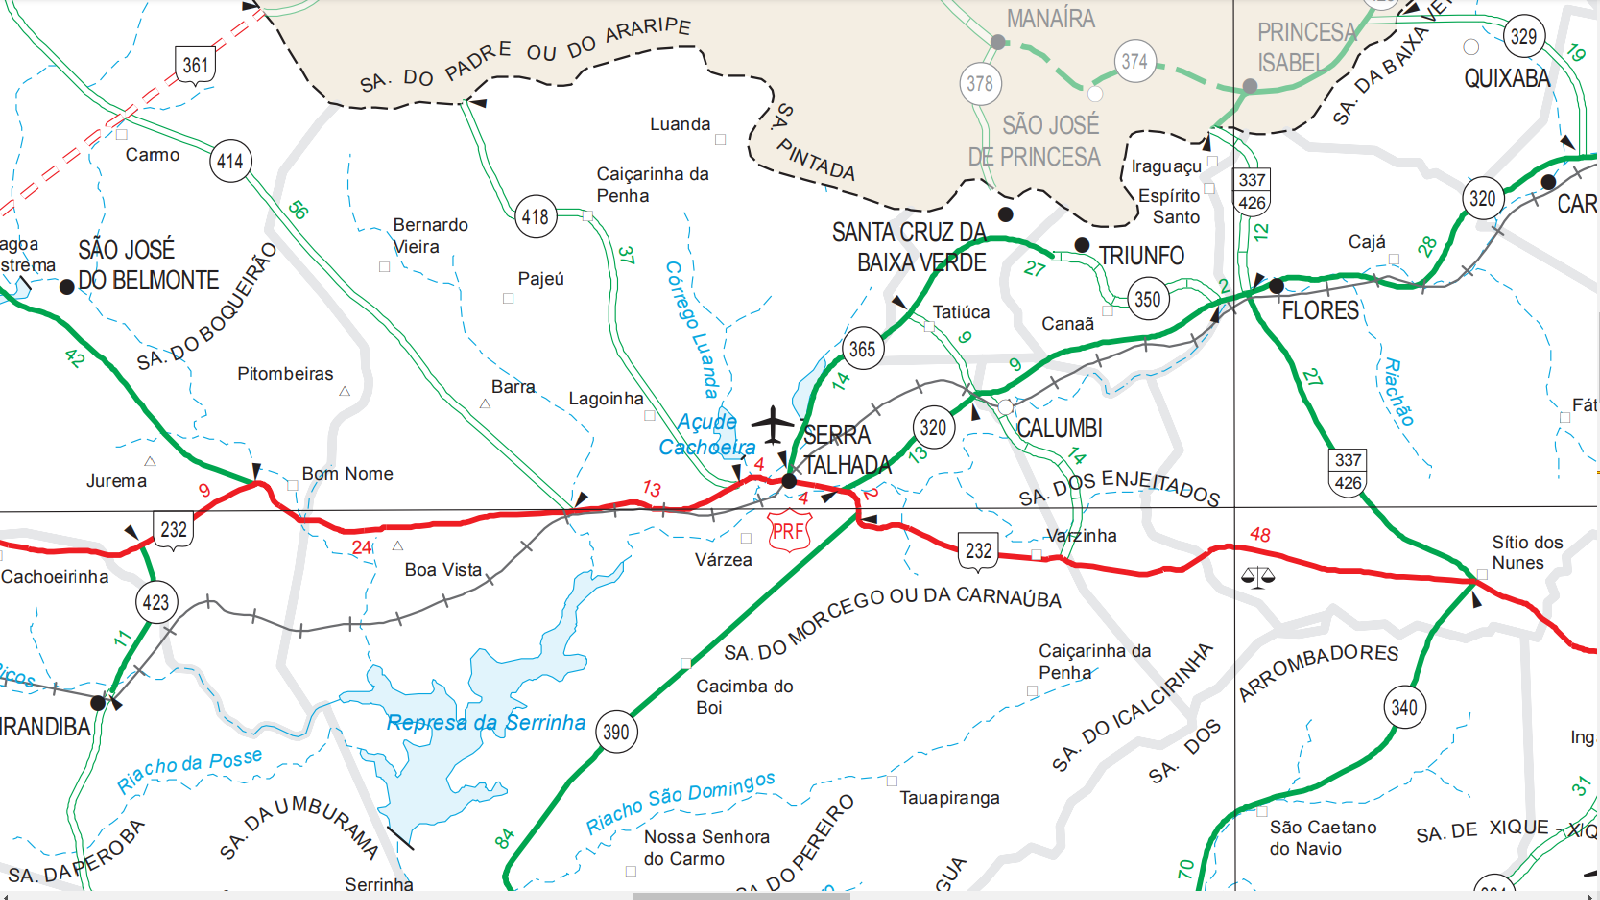 MANAÍRA
PRINCESA
ISABEL
329
19
361
SA. DO PADRE OU DO ARARIPE
374
378
QUIXABA
SA. DA BAIXA VER
Luanda
SA. PINTADA
SÃO JOSÉ
DE PRINCESA
Carmo
414
Iraguaçu
Caiçarinha da
Penha
337
426
Espírito
Santo
320
CAR
56
418
Bernardo
Vieira
SANTA CRUZ DA
BAIXA VERDE
12
Cajá
28
agoa
strema
SÃO JOSÉ
DO BELMONTE
37
27
TRIUNFO
Pajeú
Córrego Luanda
2
350
FLORES
SA. DO BOQUEIRÃO
Tatiúca
Canaã
9
42
365
9
Pitombeiras
14
27
Riachão
Barra
Lagoinha
Açude
Cachoeira
SERRA
TALHADA
320
CALUMBI
Fát
13
14
Jurema
Bom Nome
4
337
426
9
13
4
2
SA. DOS ENJEITADOS
232
PRF
24
Várzea
232
Varzinha
48
Sítio dos
Nunes
Cachoeirinha
Boa Vista
423
SA. DO MORCEGO OU DA CARNAÚBA
11
Caiçarinha da
Penha
SA. DO ICALCIRINHA
SA. DOS ARROMBADORES
Cacimba do
Boi
IRANDIBA
Represa da Serrinha
390
340
Riacho da Posse
Ing
Riacho São Domingos
31
Tauapiranga
SA. DA UMBURAMA
84
Nossa Senhora
do Carmo
São Caetano
do Navio
SA. DE XIQUE - XIQ
SA. DA PEROBA
SA. DO PEREIRO
GUA
70
Serrinha